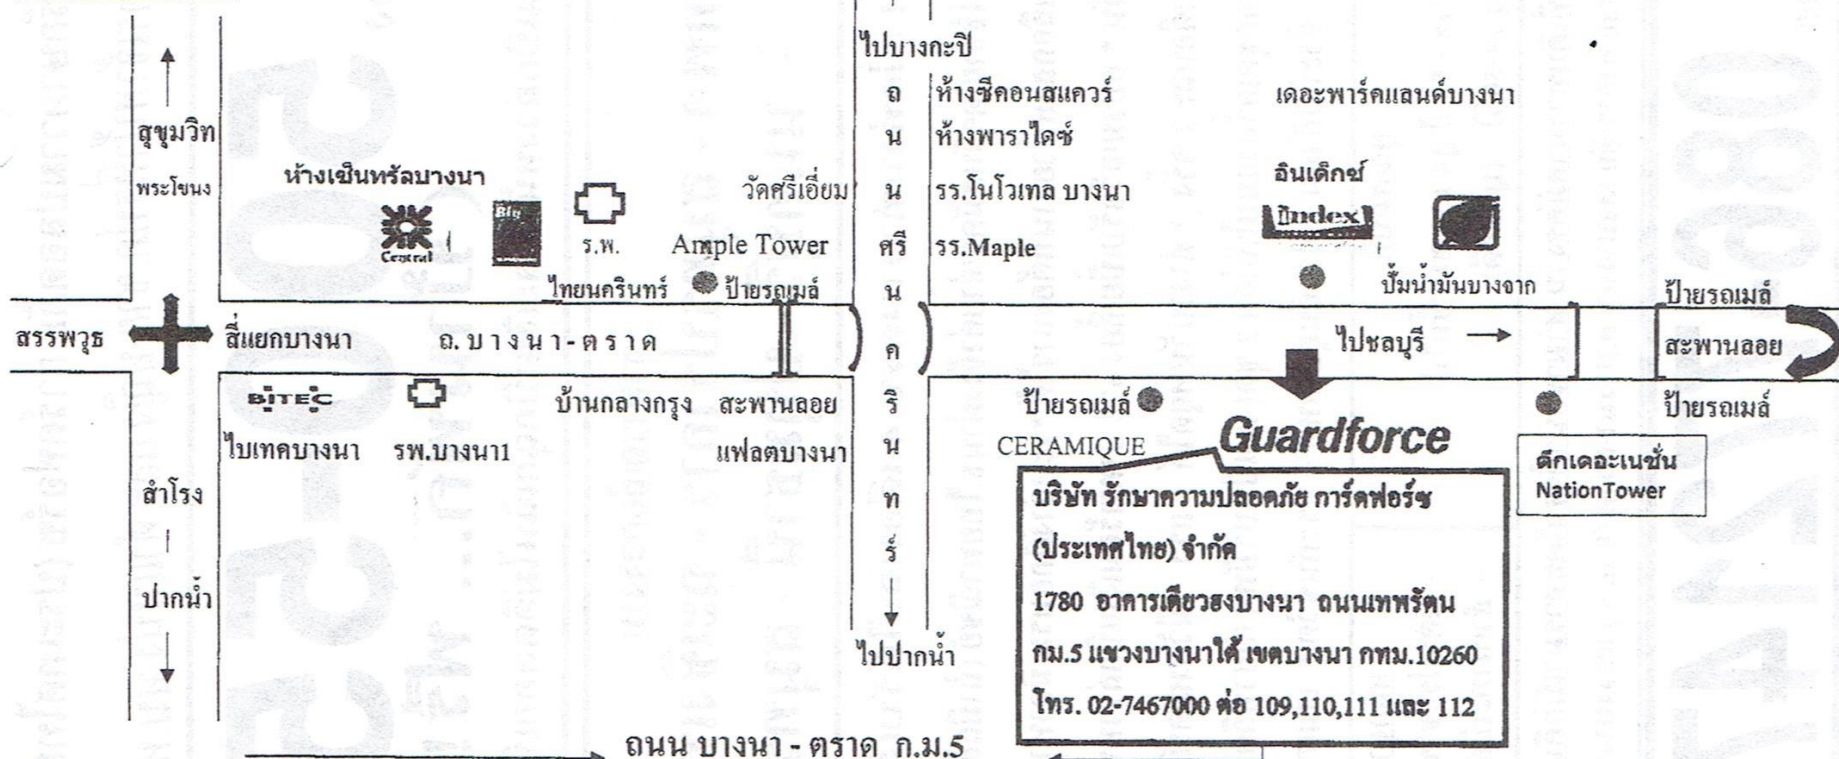 ไปบางกะปิ
ถนนศรีนครินทร์
ห้างซีคอนสแควร์
เดอะพาร์คแลนด์บางนา
ห้างพาราไดซ์
สุขุมวิท
พระโขนง
ห้างเซ็นทรัลบางนา
Central
Big
ร.พ.
ไทยนครินทร์
วัดศรีเอี่ยม
Ample Tower
ป้ายรถเมล์
รร.โนโวเทล บางนา
รร.Maple
อินเด็กซ์
Index
ปั้มน้ำมันบางจาก
ป้ายรถเมล์
สรรพวุธ
สี่แยกบางนา
ถ. บ า ง น า - ต ร า ด
ไปชลบุรี
สะพานลอย
BITEC
ไบเทคบางนา
รพ.บางนา1
บ้านกลางกรุง
สะพานลอย
แฟลตบางนา
ป้ายรถเมล์
CERAMIQUE
Guardforce
ป้ายรถเมล์
ตึกเดอะเนชั่น
NationTower
สำโรง
ปากน้ำ
ไปปากน้ำ
บริษัท รักษาความปลอดภัย การ์ดฟอร์ซ
(ประเทศไทย) จำกัด
1780 อาคารเตียวฮงบางนา ถนนเทพรัตน
กม.5 แขวงบางนาใต้ เขตบางนา กทม.10260
โทร. 02-7467000 ต่อ 109,110,111 และ 112
ถนน บางนา - ตราด ก.ม.5